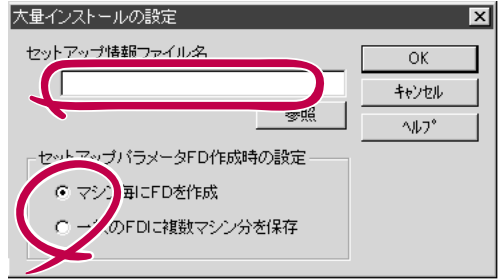 大量インストールの設定
セットアップ情報ファイル名
OK
キャンセル
参照
ヘルプ
セットアップパラメータFD作成時の設定
マシン毎にFDを作成
一枚のFDに複数マシン分を保存